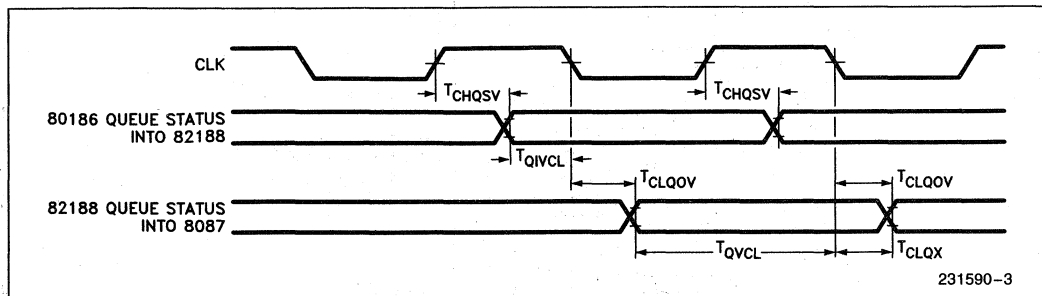 CLK
TCHQSV TCHQSV
80186 QUEUE STATUS
INTO 82188
TQIVCL
TCLQOV TCLQOV
82188 QUEUE STATUS
INTO 8087
TQVCL TCLQX
231590-3